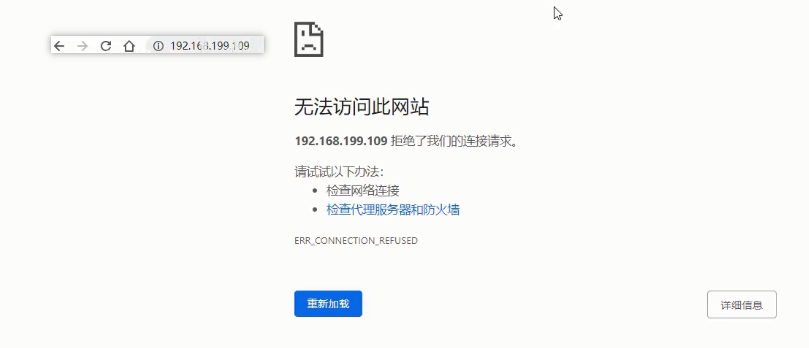 192.168.199.109
无法访问此网站
192.168.199.109 拒绝了我们的连接请求。
请试试以下办法：
检查网络连接
检查代理服务器和防火墙
ERR_CONNECTION_REFUSED
重新加载
详细信息